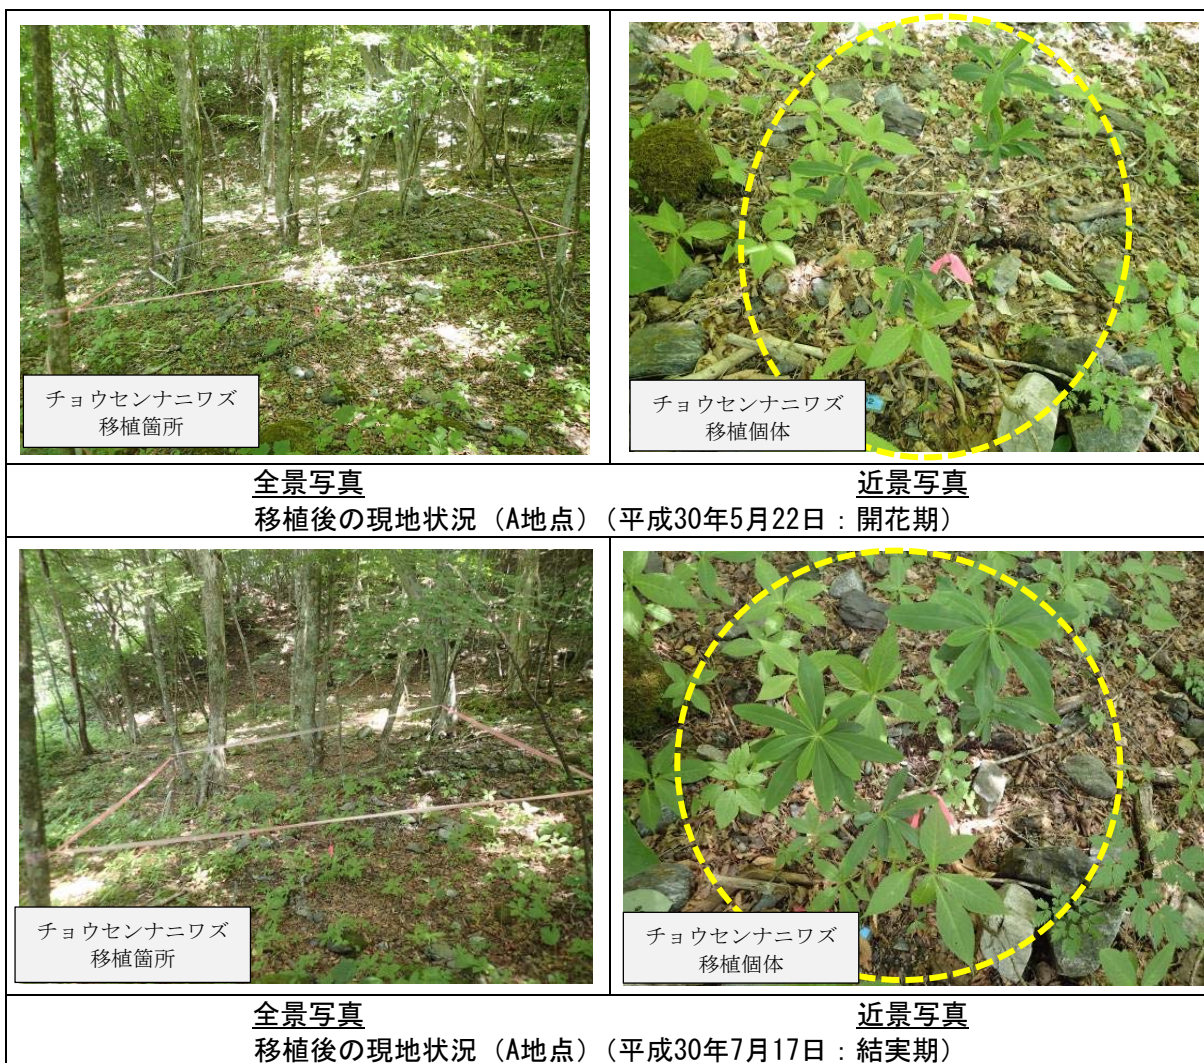 チョウセンナニワズ
移植箇所
チョウセンナニワズ
移植個体
全景写真
近景写真
移植後の現地状況（A地点）（平成30年5月22日：開花期）
チョウセンナニワズ
移植箇所
チョウセンナニワズ
移植個体
全景写真
近景写真
移植後の現地状況（A地点）（平成30年7月17日：結実期）